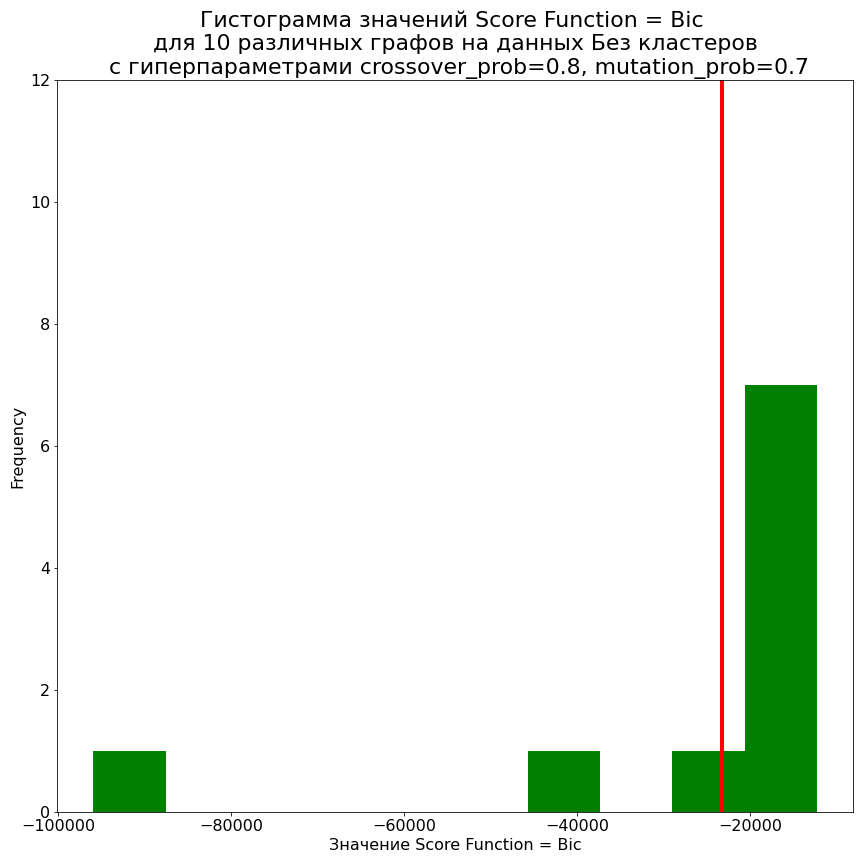 Гистограмма значений Score Function = Bic
для 10 различных графов на данных Без кластеров
с гиперпараметрами crossover_prob=0.8, mutation_prob=0.7
12
10
8
6
4
2
0
Frequency
−100000
−80000
−60000
−40000
−20000
Значение Score Function = Bic